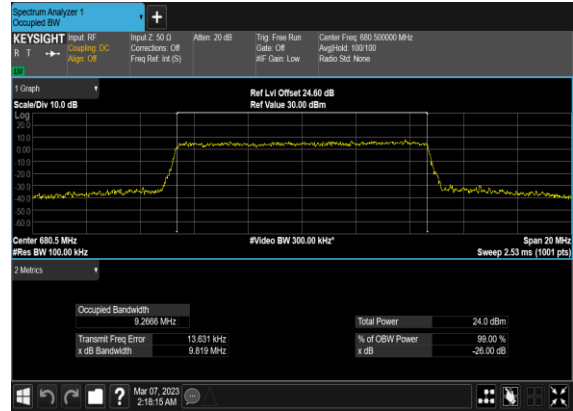 Spectrum Analyzer 1
Occupied BW
KEYSIGHT Input: RF Input Z: 50 Ω Atten: 20 dB Trig: Free Run Center Freq: 680.500000 MHz
R T Coupling: DC Corrections: Off Gate: Off Avg|Hold: 100/100
Align: Off Freq Ref: Int (S) #IF Gain: Low Radio Std: None
LXI
1 Graph
Ref Lvl Offset 24.60 dB
Scale/Div 10.0 dB Ref Value 30.00 dBm
Log
20.0
10.0
0.00
-10.0
-20.0
-30.0
-40.0
-50.0
-60.0
Center 680.5 MHz #Video BW 300.00 kHz* Span 20 MHz
#Res BW 100.00 kHz Sweep 2.53 ms (1001 pts)
2 Metrics
Occupied Bandwidth
9.2666 MHz Total Power 24.0 dBm
Transmit Freq Error 13.631 kHz % of OBW Power 99.00 %
x dB Bandwidth 9.819 MHz x dB -26.00 dB
Mar 07, 2023
2:18:15 AM